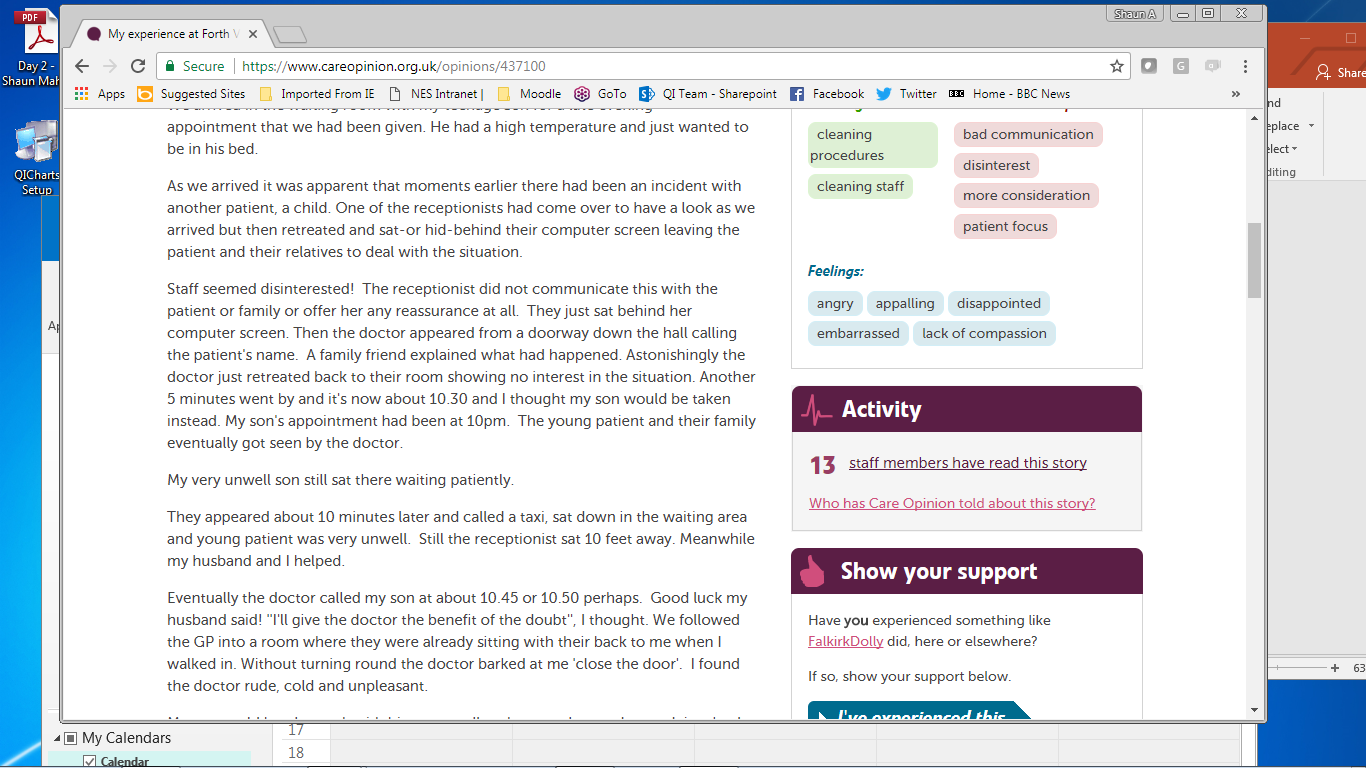 PDF
Day 2 -
Shaun Mah
QICharts
Setup
Shaun A
My experience at Forth V
Secure
https://www.careopinion.org.uk/opinions/437100
G
Apps
Suggested Sites
Imported From IE
NES Intranet |
Moodle
GoTo
QI Team - Sharepoint
Facebook
Twitter
BBC
Home - BBC News
»
appointment that we had been given. He had a high temperature and just wanted to
be in his bed.
As we arrived it was apparent that moments earlier there had been an incident with
another patient, a child. One of the receptionists had come over to have a look as we
arrived but then retreated and sat-or hid-behind their computer screen leaving the
patient and their relatives to deal with the situation.
Staff seemed disinterested!  The receptionist did not communicate this with the
patient or family or offer her any reassurance at all.  They just sat behind her
computer screen. Then the doctor appeared from a doorway down the hall calling
the patient's name.  A family friend explained what had happened. Astonishingly the
doctor just retreated back to their room showing no interest in the situation. Another
5 minutes went by and it's now about 10.30 and I thought my son would be taken
instead. My son's appointment had been at 10pm.  The young patient and their family
eventually got seen by the doctor.
My very unwell son still sat there waiting patiently.
They appeared about 10 minutes later and called a taxi, sat down in the waiting area
and young patient was very unwell.  Still the receptionist sat 10 feet away. Meanwhile
my husband and I helped.
Eventually the doctor called my son at about 10.45 or 10.50 perhaps.  Good luck my
husband said! "I'll give the doctor the benefit of the doubt", I thought. We followed
the GP into a room where they were already sitting with their back to me when I
walked in. Without turning round the doctor barked at me 'close the door'.  I found
the doctor rude, cold and unpleasant.
cleaning
procedures
cleaning staff
bad communication
disinterest
more consideration
patient focus
Feelings:
angry
appalling
disappointed
embarrassed
lack of compassion
Activity
13 staff members have read this story
Who has Care Opinion told about this story?
Show your support
Have you experienced something like
FalkirkDolly did, here or elsewhere?
If so, show your support below.
I've experienced this
Share
nd
eplace
elect
diting
63
Ap
My Calendars
Calendar
17
18